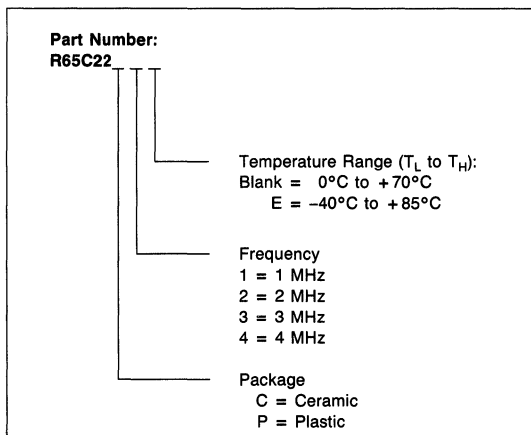 Part Number:
R65C22_ _ _
Temperature Range (T_L to T_H):
Blank = 0°C to +70°C
E = –40°C to +85°C
Frequency
1 = 1 MHz
2 = 2 MHz
3 = 3 MHz
4 = 4 MHz
Package
C = Ceramic
P = Plastic